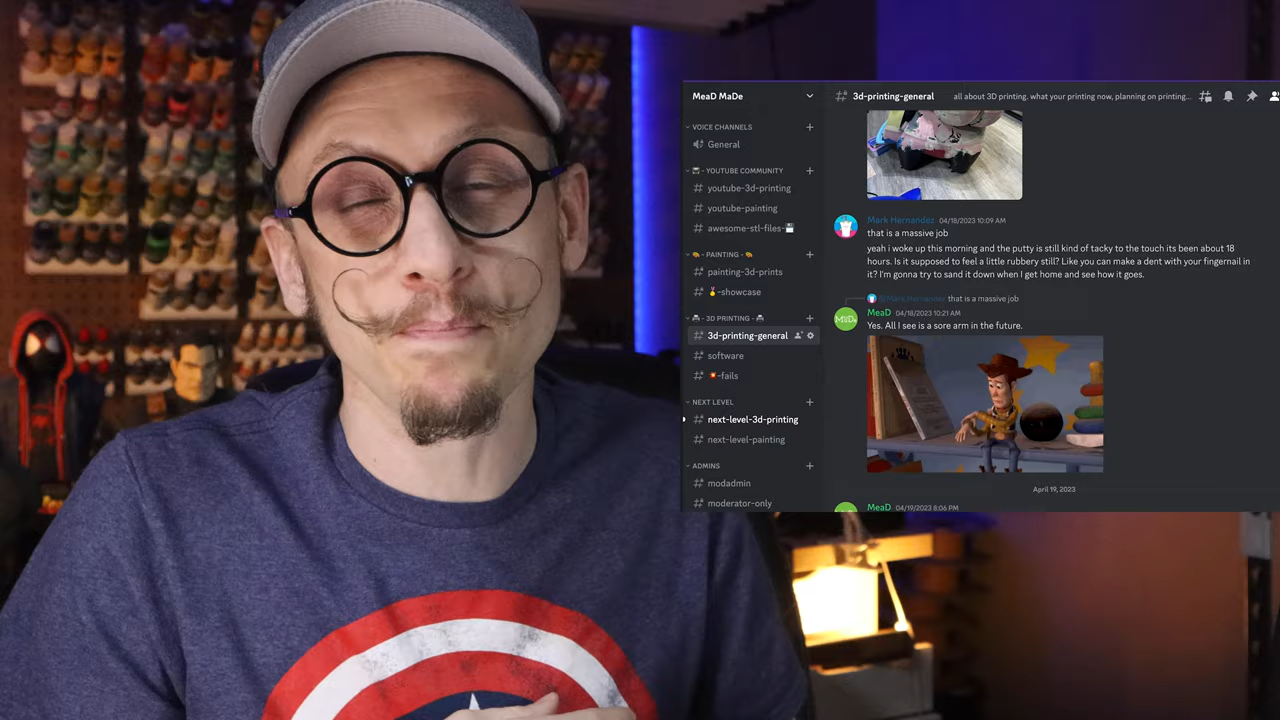 MeaD MaDe
VOICE CHANNELS
General
- YOUTUBE COMMUNITY
youtube-3d-printing
youtube-painting
awesome-stl-files-
- PAINTING -
painting-3d-prints
-showcase
- 3D PRINTING -
3d-printing-general
software
-fails
NEXT LEVEL
next-level-3d-printing
next-level-painting
ADMINS
modadmin
moderator-only
3d-printing-general all about 3D printing. what your printing now, planning on printing...
Mark Hernandez 04/18/2023 10:09 AM
that is a massive job
yeah i woke up this morning and the putty is still kind of tacky to the touch its been about 18
hours. Is it supposed to feel a little rubbery still? Like you can make a dent with your fingernail in
it? I'm gonna try to sand it down when I get home and see how it goes.
@Mark Hernandez that is a massive job
MeaD 04/18/2023 10:21 AM
Yes. All I see is a sore arm in the future.
April 19, 2023
MeaD 04/19/2023 8:06 PM